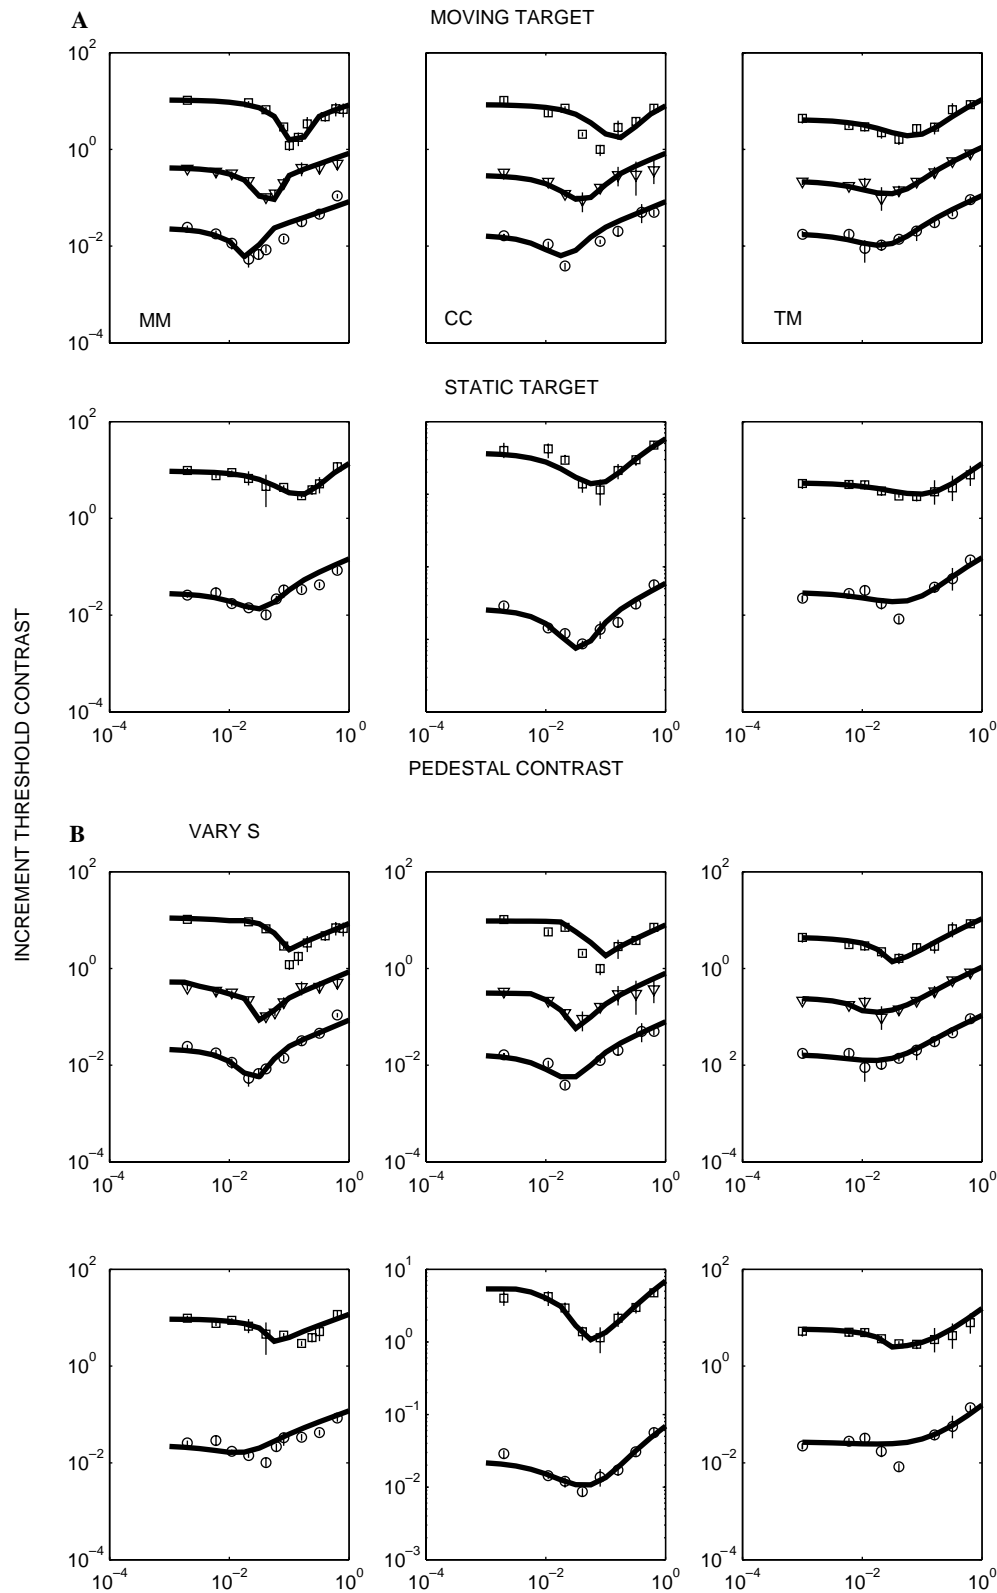 A
MOVING TARGET
10^2
10^0
10^−2
10^−4
MM
CC
TM
STATIC TARGET
10^2
10^0
10^−2
10^−4
10^−4 10^−2 10^0 10^−4 10^−2 10^0 10^−4 10^−2 10^0
PEDESTAL CONTRAST
INCREMENT THRESHOLD CONTRAST
B
VARY S
10^2 10^2 10^2
10^0 10^0 10^0
10^−2 10^−2 10^ 2
10^−4 10^−4 10^−4
10^−4 10^−2 10^0 10^−4 10^−2 10^0 10^−4 10^−2 10^0
10^2 10^1 10^2
10^0 10^0 10^0
10^−1
10^−2 10^−2 10^−2
10^−4 10^−3 10^−4
10^−4 10^−2 10^0 10^−4 10^−2 10^0 10^−4 10^−2 10^0